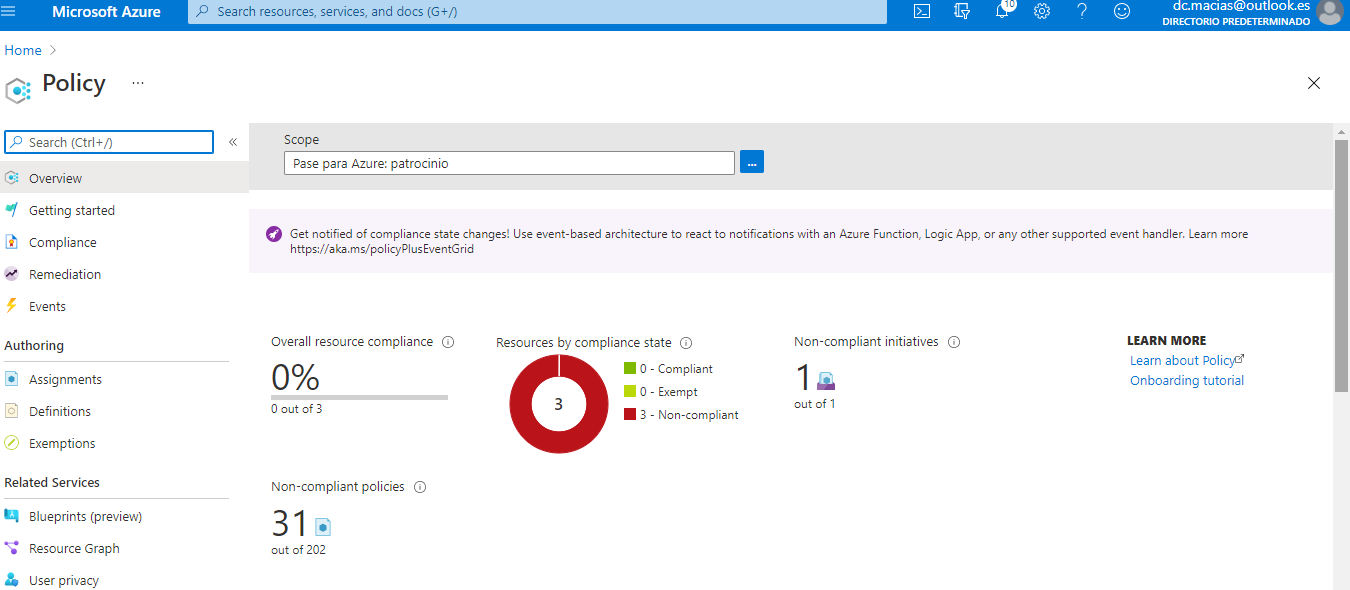 Microsoft Azure
Search resources, services, and docs (G+/)
10
dc.macias@outlook.es
DIRECTORIO PREDETERMINADO
Home
Policy
...
Search (Ctrl+/)
«
Overview
Getting started
Compliance
Remediation
Events
Authoring
Assignments
Definitions
Exemptions
Related Services
Blueprints (preview)
Resource Graph
User privacy
Scope
Pase para Azure: patrocinio
...
Get notified of compliance state changes! Use event-based architecture to react to notifications with an Azure Function, Logic App, or any other supported event handler. Learn more
https://aka.ms/policyPlusEventGrid
Overall resource compliance
0%
0 out of 3
Resources by compliance state
3
0 - Compliant
0 - Exempt
3 - Non-compliant
Non-compliant initiatives
1
out of 1
LEARN MORE
Learn about Policy
Onboarding tutorial
Non-compliant policies
31
out of 202